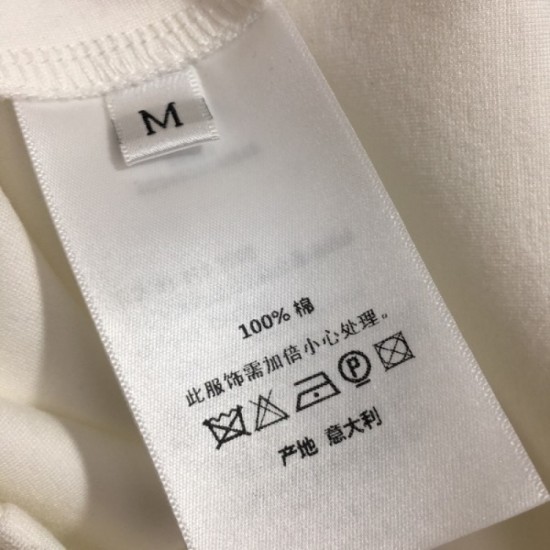 M
100% 棉
此服饰需加倍小心处理。
P
产地 意大利